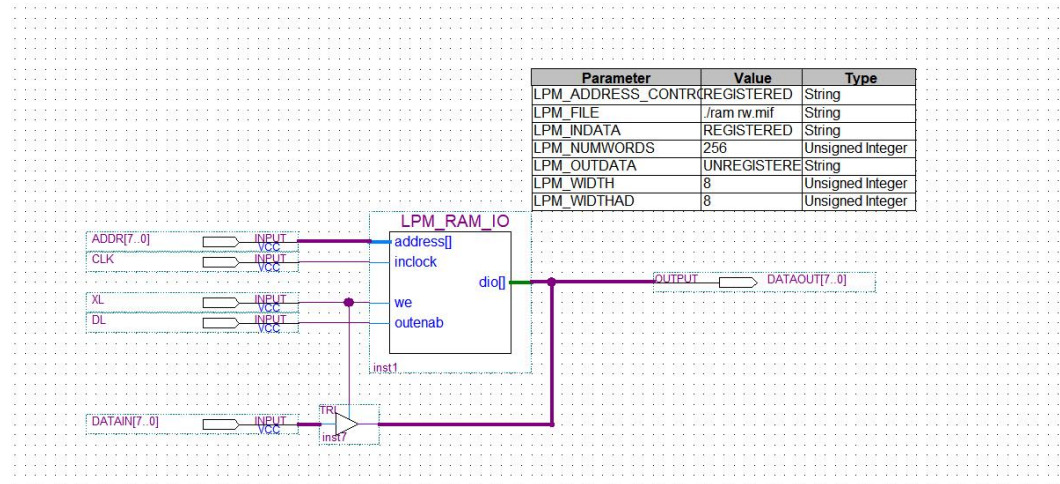 Parameter Value Type
LPM_ADDRESS_CONTR REGISTERED String
LPM_FILE ./ram rw.mif String
LPM_INDATA REGISTERED String
LPM_NUMWORDS 256 Unsigned Integer
LPM_OUTDATA UNREGISTERE String
LPM_WIDTH 8 Unsigned Integer
LPM_WIDTHAD 8 Unsigned Integer
LPM_RAM_IO
ADDR[7..0] INPUT VCC address[]
CLK INPUT VCC inclock
dio[] OUTPUT DATAOUT[7..0]
XL INPUT VCC we
DL INPUT VCC outenab
inst1
TRI
DATAIN[7..0] INPUT VCC
inst7